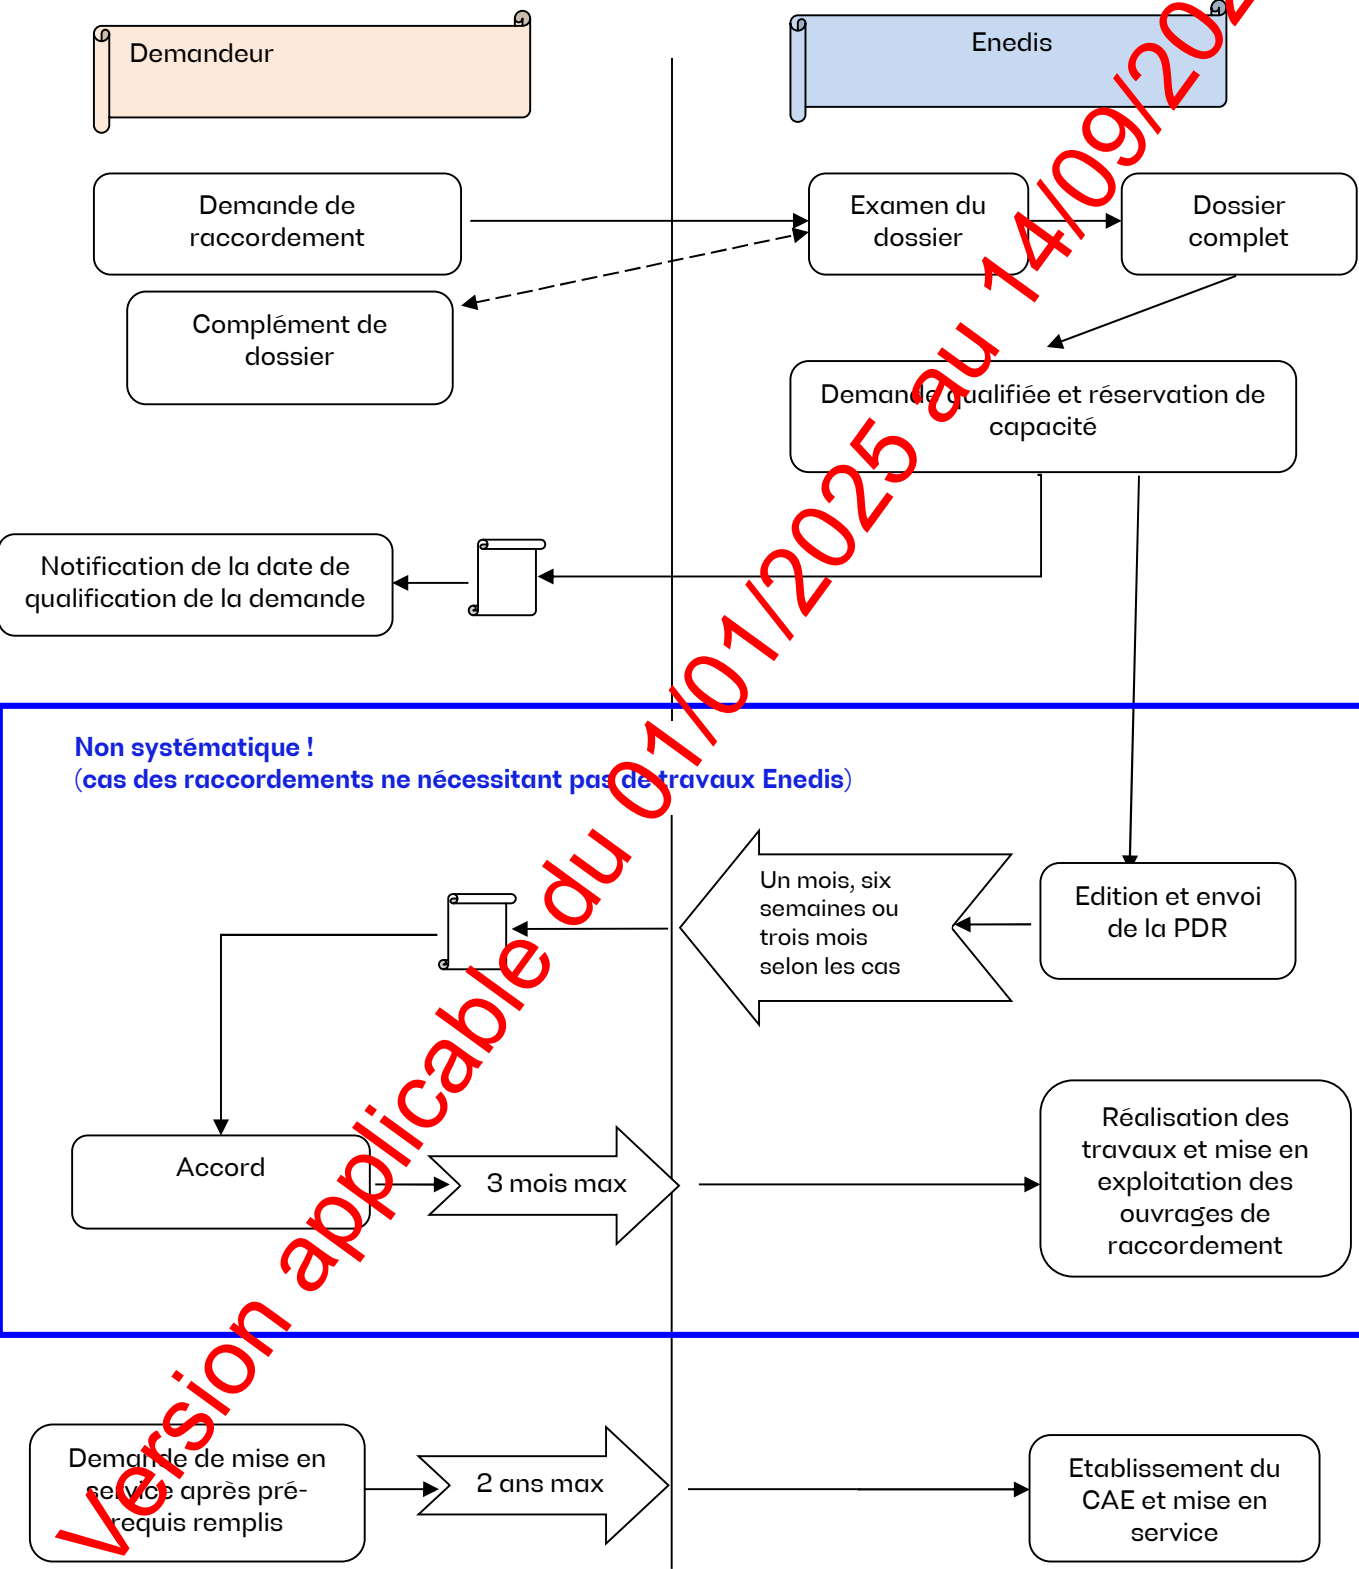 Demandeur
Enedis
Demande de
raccordement
Examen du
dossier
Dossier
complet
Complément de
dossier
Demande qualifiée et réservation de
capacité
Notification de la date de
qualification de la demande
Non systématique !
(cas des raccordements ne nécessitant pas de travaux Enedis)
Un mois, six
semaines ou
trois mois
selon les cas
Edition et envoi
de la PDR
Accord
3 mois max
Réalisation des
travaux et mise en
exploitation des
ouvrages de
raccordement
Demande de mise en
service après pré-
requis remplis
2 ans max
Etablissement du
CAE et mise en
service
Version applicable du 01/01/2025 au 14/09/202